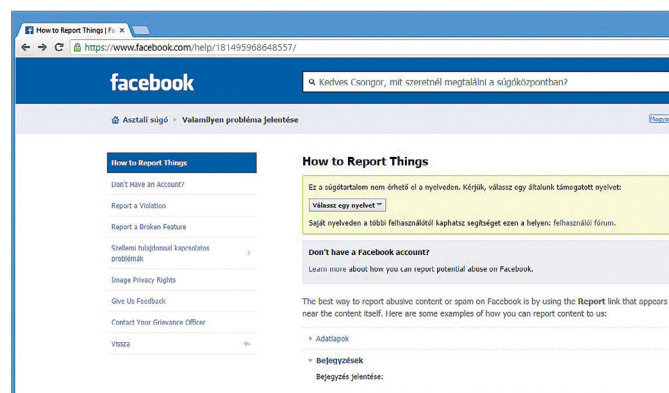 How to Report Things | Fa
https://www.facebook.com/help/181495968648557/
facebook
Kedves Csongor, mit szeretnél megtalálni a súgóközpontban?
Asztali súgó
Valamilyen probléma jelentése
Magyar
How to Report Things
Don't Have an Account?
Report a Violation
Report a Broken Feature
Szellemi tulajdonnal kapcsolatos
problémák
Image Privacy Rights
Give Us Feedback
Contact Your Grievance Officer
Vissza
How to Report Things
Ez a súgótartalom nem érhető el a nyelveden. Kérjük, válassz egy általunk támogatott nyelvet:
Válassz egy nyelvet
Saját nyelveden a többi felhasználótól kaphatsz segítséget ezen a helyen: felhasználói fórum.
Don't have a Facebook account?
Learn more about how you can report potential abuse on Facebook.
The best way to report abusive content or spam on Facebook is by using the Report link that appears
near the content itself. Here are some examples of how you can report content to us:
Adatlapok
Bejegyzések
Bejegyzés jelentése: